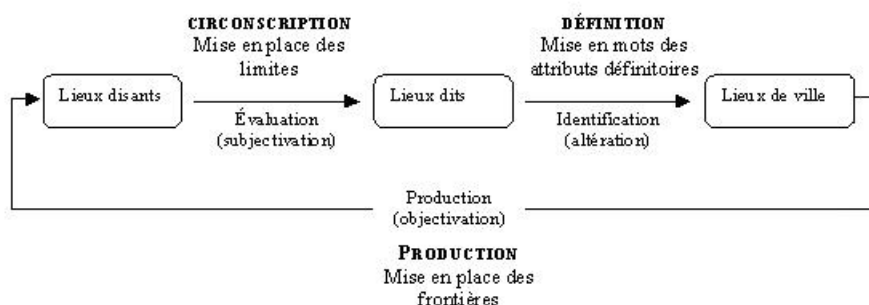 CIRCONSCRIPTION
Mise en place des
limites
DÉFINITION
Mise en mots des
attributs définitoires
Lieux disants
Lieux dits
Lieux de ville
Évaluation
(subjectivation)
Identification
(altération)
Production
(objectivation)
PRODUCTION
Mise en place des
frontières